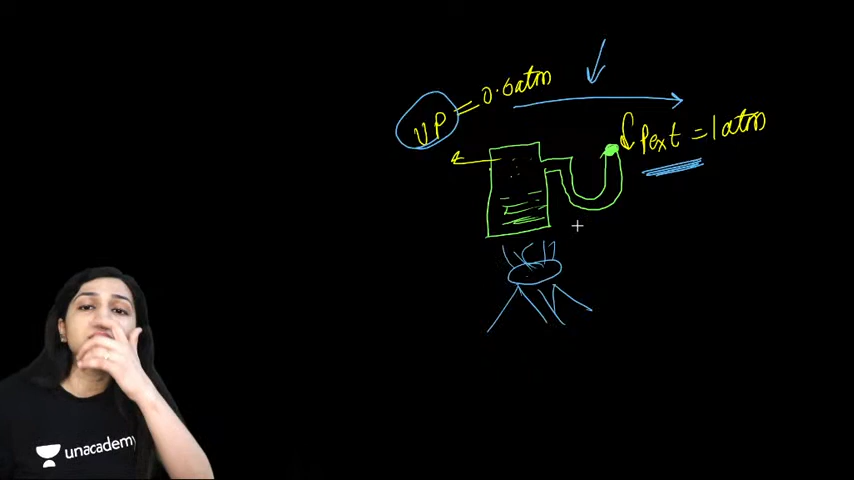 VP = 0.6atm
Pext = 1atm
unacademy